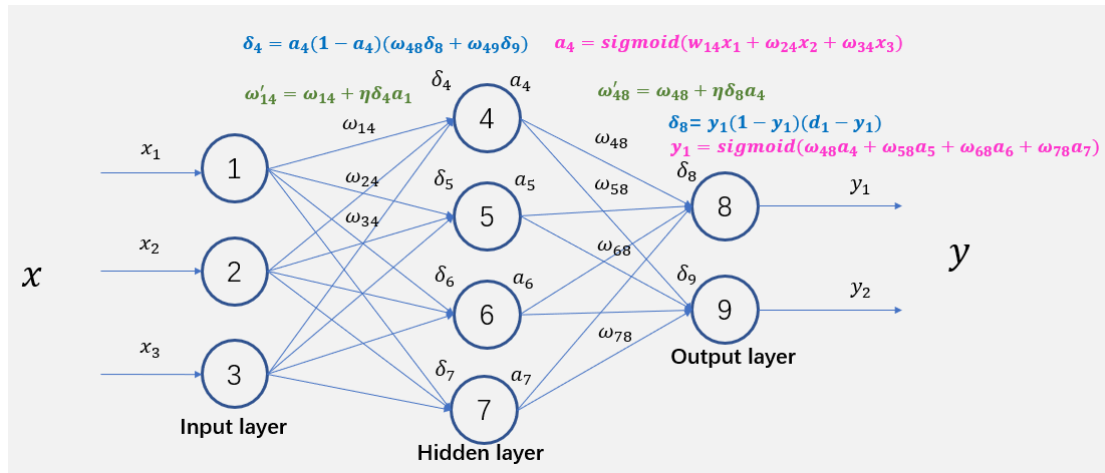 δ₄ = a₄(1 − a₄)(ω₄₈δ₈ + ω₄₉δ₉) a₄ = sigmoid(w₁₄x₁ + ω₂₄x₂ + ω₃₄x₃)
δ₄ a₄
ω′₁₄ = ω₁₄ + ηδ₄a₁ ω′₄₈ = ω₄₈ + ηδ₈a₄
4
ω₁₄ δ₈= y₁(1 − y₁)(d₁ − y₁)
x₁ ω₄₈ y₁ = sigmoid(ω₄₈a₄ + ω₅₈a₅ + ω₆₈a₆ + ω₇₈a₇)
1 ω₂₄ δ₅ a₅ ω₅₈ δ₈ y₁
ω₃₄ 5 8
x₂ ω₆₈ y
x 2 δ₆ a₆ δ₉ y₂
6 9
x₃ ω₇₈
3 δ₇ a₇ Output layer
7
Input layer
Hidden layer